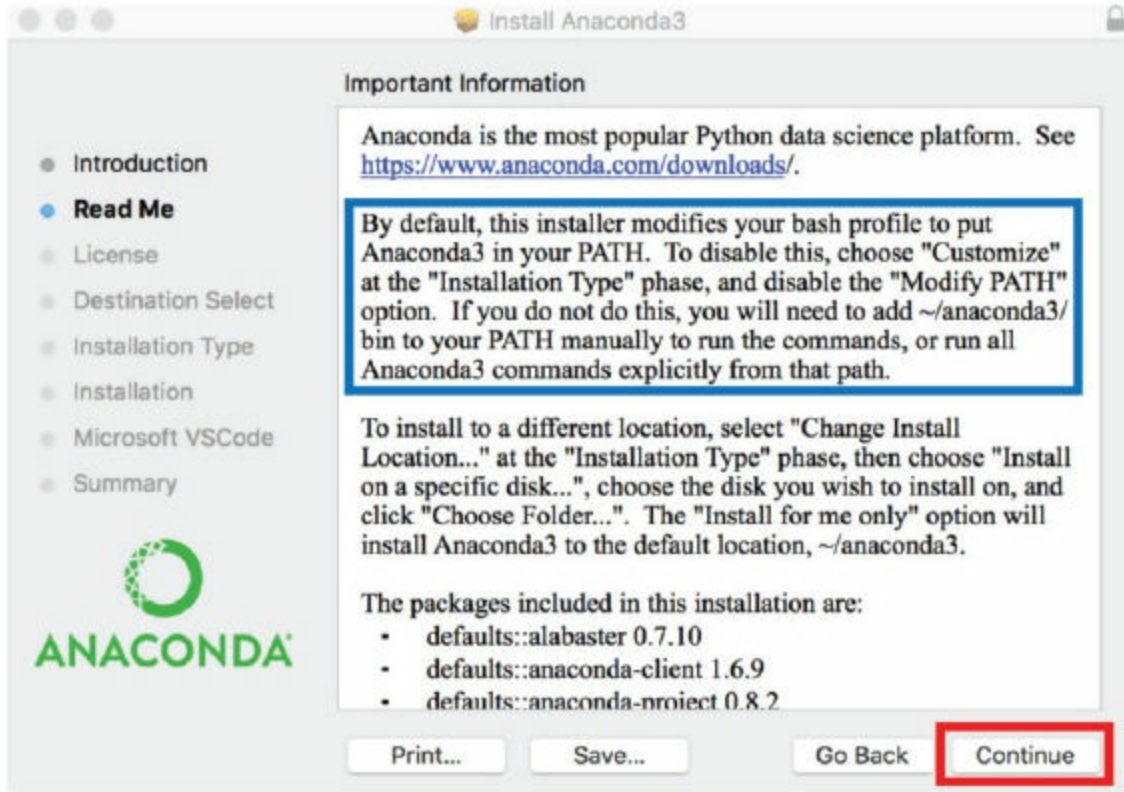 Install Anaconda3
Important Information
Introduction
Read Me
License
Destination Select
Installation Type
Installation
Microsoft VSCode
Summary
ANACONDA
Anaconda is the most popular Python data science platform. See
https://www.anaconda.com/downloads/.
By default, this installer modifies your bash profile to put
Anaconda3 in your PATH. To disable this, choose "Customize"
at the "Installation Type" phase, and disable the "Modify PATH"
option. If you do not do this, you will need to add ~/anaconda3/
bin to your PATH manually to run the commands, or run all
Anaconda3 commands explicitly from that path.
To install to a different location, select "Change Install
Location..." at the "Installation Type" phase, then choose "Install
on a specific disk...", choose the disk you wish to install on, and
click "Choose Folder...". The "Install for me only" option will
install Anaconda3 to the default location, ~/anaconda3.
The packages included in this installation are:
- defaults::alabaster 0.7.10
- defaults::anaconda-client 1.6.9
- defaults::anaconda-project 0.8.2
Print... Save... Go Back Continue